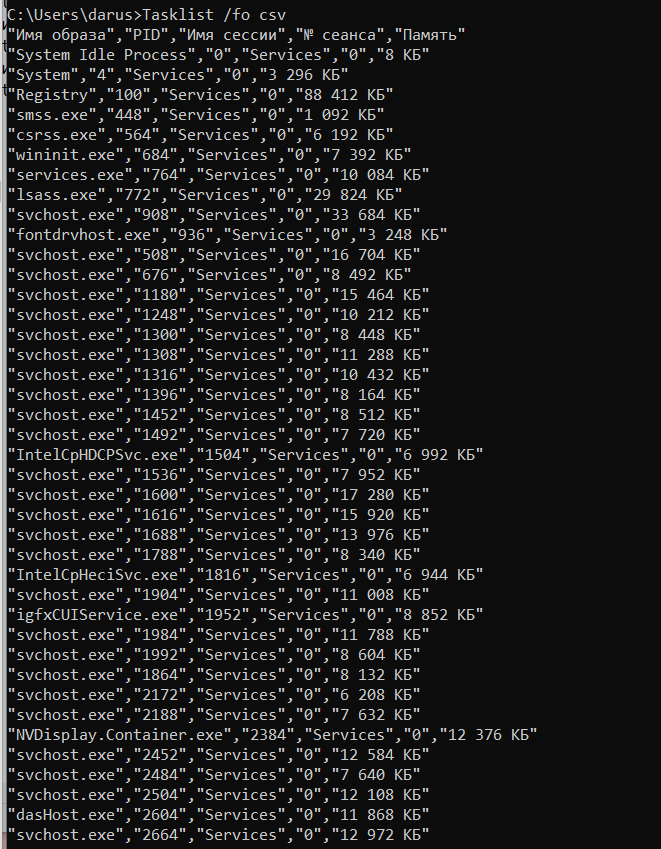 C:\Users\darus>Tasklist /fo csv
"Имя образа","PID","Имя сессии","№ сеанса","Память"
"System Idle Process","0","Services","0","8 КБ"
"System","4","Services","0","3 296 КБ"
"Registry","100","Services","0","88 412 КБ"
"smss.exe","448","Services","0","1 092 КБ"
"csrss.exe","564","Services","0","6 192 КБ"
"wininit.exe","684","Services","0","7 392 КБ"
"services.exe","764","Services","0","10 084 КБ"
"lsass.exe","772","Services","0","29 824 КБ"
"svchost.exe","908","Services","0","33 684 КБ"
"fontdrvhost.exe","936","Services","0","3 248 КБ"
"svchost.exe","508","Services","0","16 704 КБ"
"svchost.exe","676","Services","0","8 492 КБ"
"svchost.exe","1180","Services","0","15 464 КБ"
"svchost.exe","1248","Services","0","10 212 КБ"
"svchost.exe","1300","Services","0","8 448 КБ"
"svchost.exe","1308","Services","0","11 288 КБ"
"svchost.exe","1316","Services","0","10 432 КБ"
"svchost.exe","1396","Services","0","8 164 КБ"
"svchost.exe","1452","Services","0","8 512 КБ"
"svchost.exe","1492","Services","0","7 720 КБ"
"IntelCpHDCPSvc.exe","1504","Services","0","6 992 КБ"
"svchost.exe","1536","Services","0","7 952 КБ"
"svchost.exe","1600","Services","0","17 280 КБ"
"svchost.exe","1616","Services","0","15 920 КБ"
"svchost.exe","1688","Services","0","13 976 КБ"
"svchost.exe","1788","Services","0","8 340 КБ"
"IntelCpHeciSvc.exe","1816","Services","0","6 944 КБ"
"svchost.exe","1904","Services","0","11 008 КБ"
"igfxCUIService.exe","1952","Services","0","8 852 КБ"
"svchost.exe","1984","Services","0","11 788 КБ"
"svchost.exe","1992","Services","0","8 604 КБ"
"svchost.exe","1864","Services","0","8 132 КБ"
"svchost.exe","2172","Services","0","6 208 КБ"
"svchost.exe","2188","Services","0","7 632 КБ"
"NVDisplay.Container.exe","2384","Services","0","12 376 КБ"
"svchost.exe","2452","Services","0","12 584 КБ"
"svchost.exe","2484","Services","0","7 640 КБ"
"svchost.exe","2504","Services","0","12 108 КБ"
"dasHost.exe","2604","Services","0","11 868 КБ"
"svchost.exe","2664","Services","0","12 972 КБ"